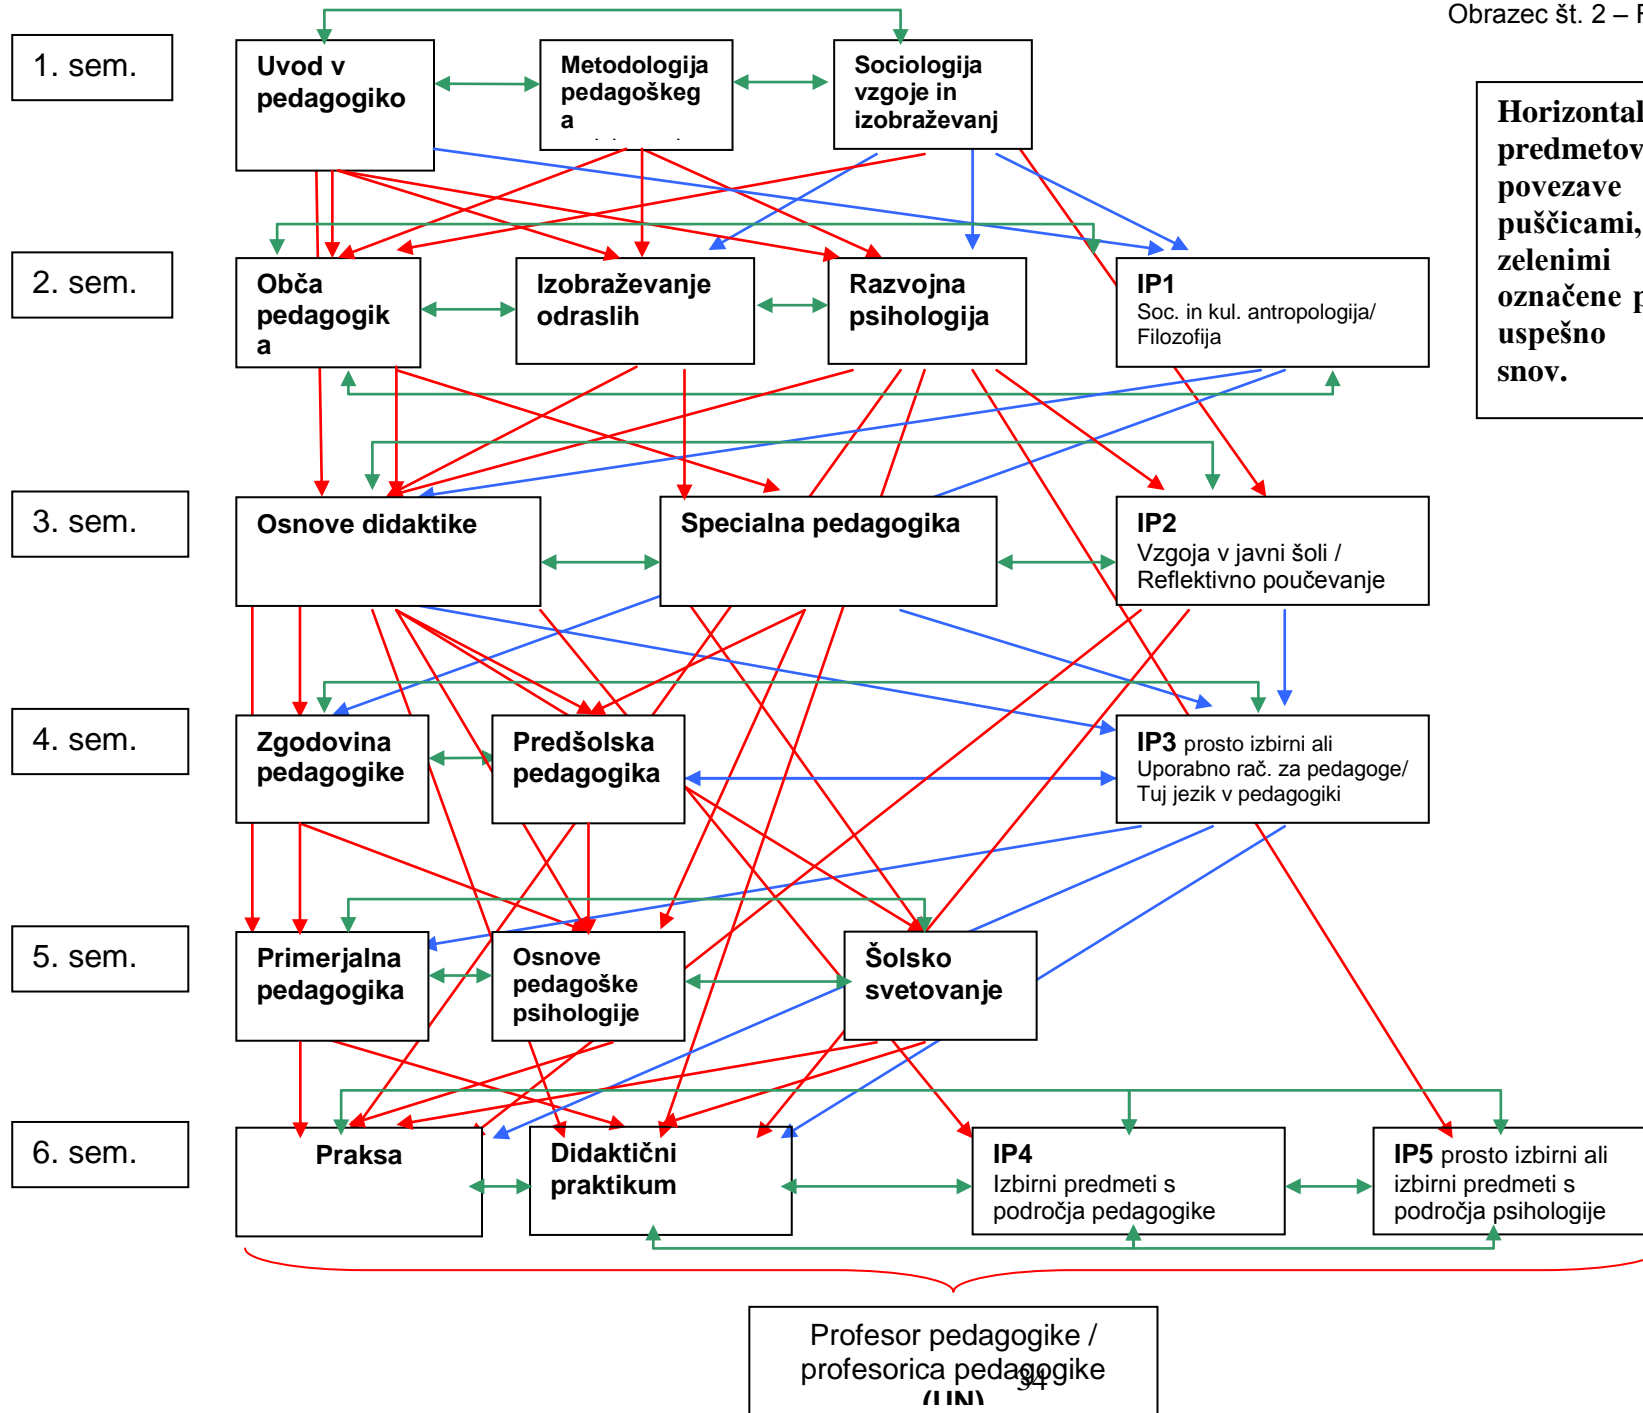 Obrazec št. 2 –
1. sem.
Uvod v
pedagogiko
Metodologija
pedagoškeg
a
Sociologija
vzgoje in
izobraževanj
predmetov
povezave
puščicami,
zelenimi
označene
uspešno
snov.
2. sem.
Obča
pedagogik
a
Izobraževanje
odraslih
Razvojna
psihologija
IP1
Soc. in kul. antropologija/
Filozofija
3. sem.
Osnove didaktike
Specialna pedagogika
IP2
Vzgoja v javni šoli /
Reflektivno poučevanje
4. sem.
Zgodovina
pedagogike
Predšolska
pedagogika
IP3 prosto izbirni ali
Uporabno rač. za pedagoge/
Tuj jezik v pedagogiki
5. sem.
Primerjalna
pedagogika
Osnove
pedagoške
psihologije
Šolsko
svetovanje
6. sem.
Praksa
Didaktični
praktikum
IP4
Izbirni predmeti s
področja pedagogike
IP5 prosto izbirni ali
izbirni predmeti s
področja psihologije
Profesor pedagogike /
profesorica pedagogike
34
(UN)